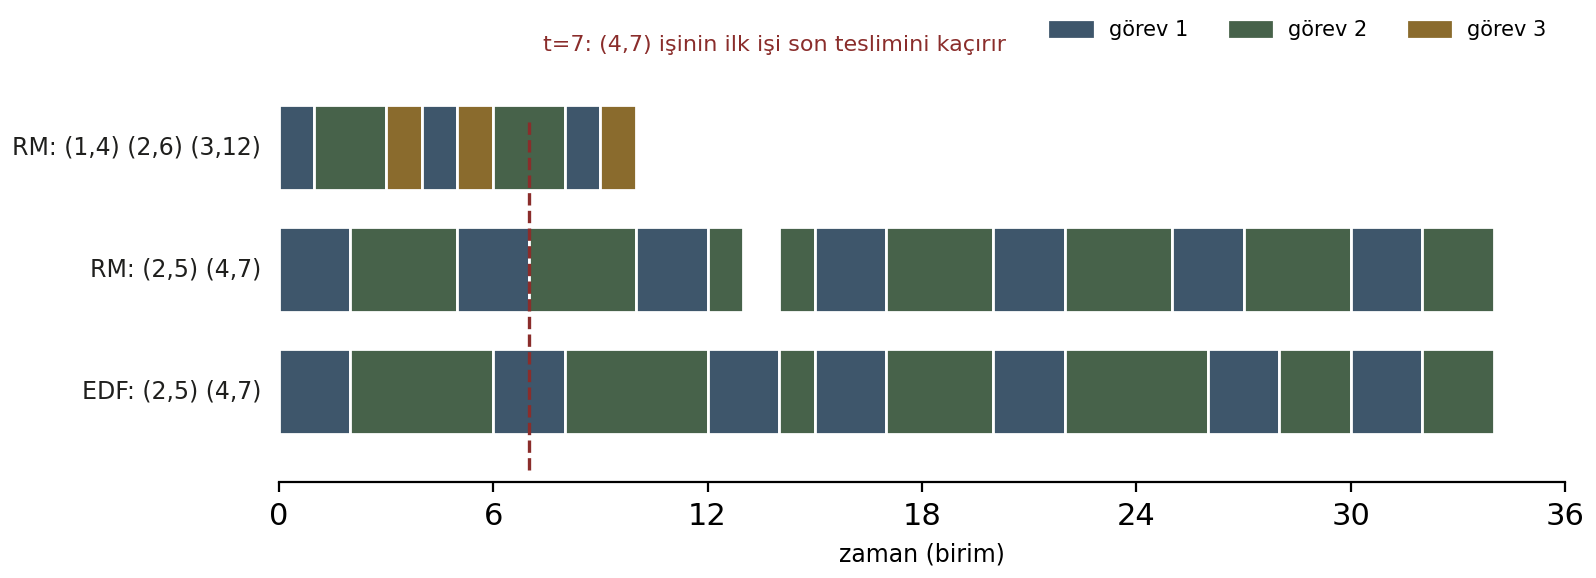 görev 1 görev 2 görev 3
t=7: (4,7) işinin ilk işi son teslimini kaçırır
RM: (1,4) (2,6) (3,12)
RM: (2,5) (4,7)
EDF: (2,5) (4,7)
0 6 12 18 24 30 36
zaman (birim)